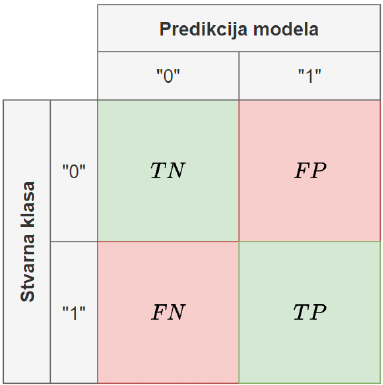 Predikcija modela
"0" "1"
Stvarna klasa
"0" TN FP
"1" FN TP